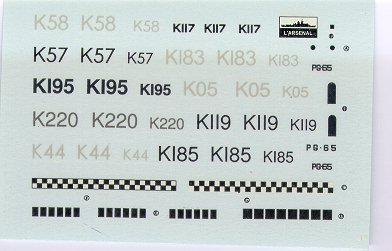 K58 K58 K58 K117 K117 K117 L'ARSENAL
K57 K57 K57 K183 K183 K183 PG·65
K195 K195 K195 K05 K05 K05
K220 K220 K220 K119 K119 K119 PG·65
K44 K44 K44 K185 K185 K185 PG·65